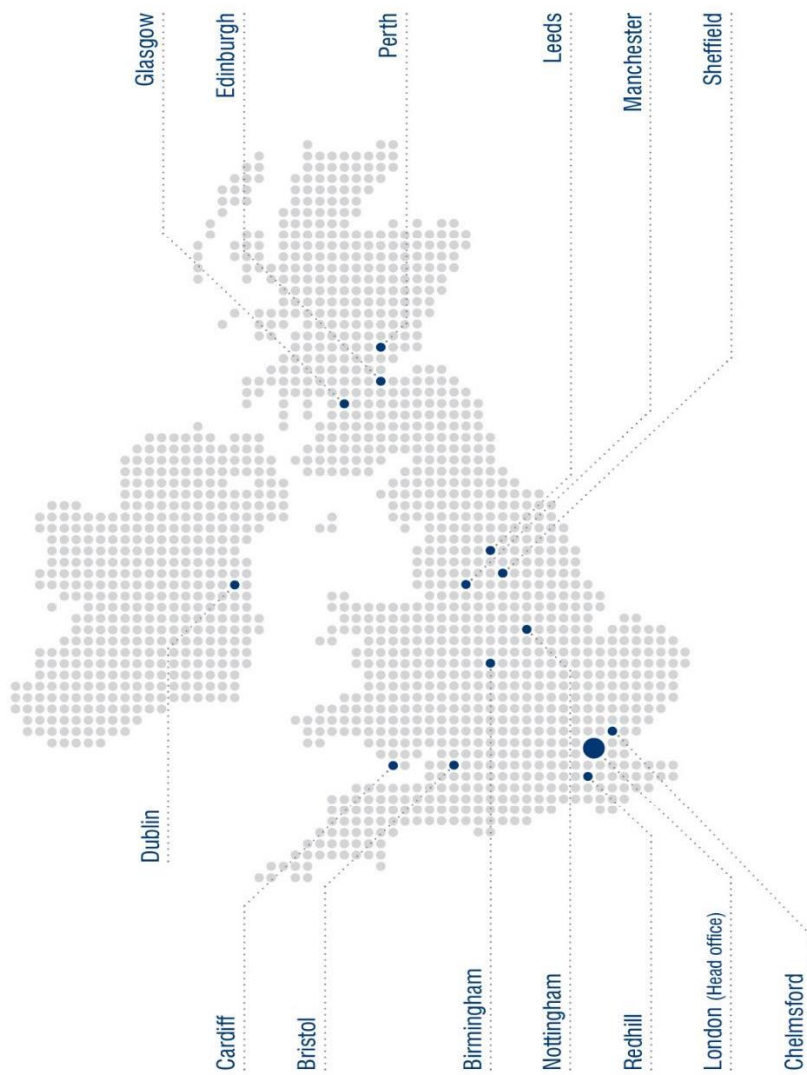 Glasgow
Edinburgh
Perth
Leeds
Manchester
Sheffield
Dublin
Cardiff
Bristol
Birmingham
Nottingham
Redhill
London (Head office)
Chelmsford